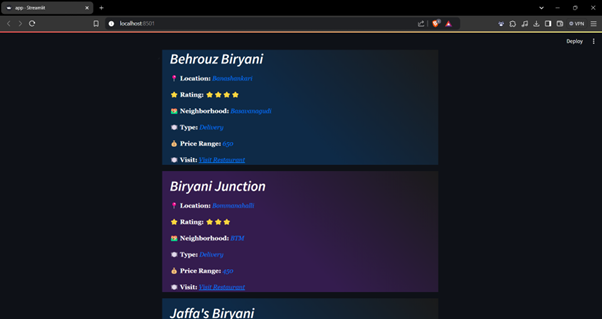 app · Streamlit
localhost:8501
VPN
Deploy
Behrouz Biryani
Location: Banashankari
Rating:
Neighborhood: Basavanagudi
Type: Delivery
Price Range: 650
Visit: Visit Restaurant
Biryani Junction
Location: Bannerghatta
Rating:
Neighborhood: BTM
Type: Delivery
Price Range: 450
Visit: Visit Restaurant
Jaffa's Biryani